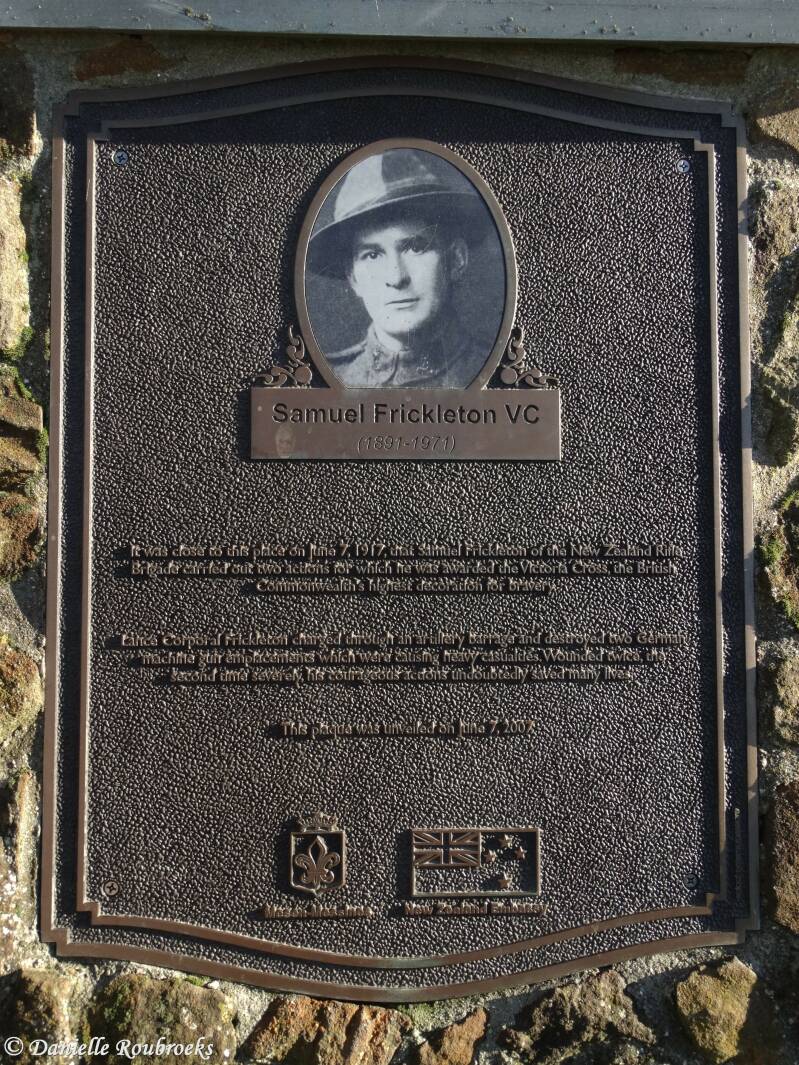 Samuel Frickleton VC
(1891-1971)
It was close to this place on June 7, 1917, that Samuel Frickleton of the New Zealand Rifle
Brigade carried out two actions for which he was awarded the Victoria Cross, the British
Commonwealth's highest decoration for bravery.
Lance Corporal Frickleton charged through an artillery barrage and destroyed two German
machine gun emplacements which were causing heavy casualties. Wounded twice, the
second time severely, his courageous actions undoubtedly saved many lives.
This plaque was unveiled on June 7, 2007.
Mesen-Messines
New Zealand Embassy
© Danielle Roubroeks